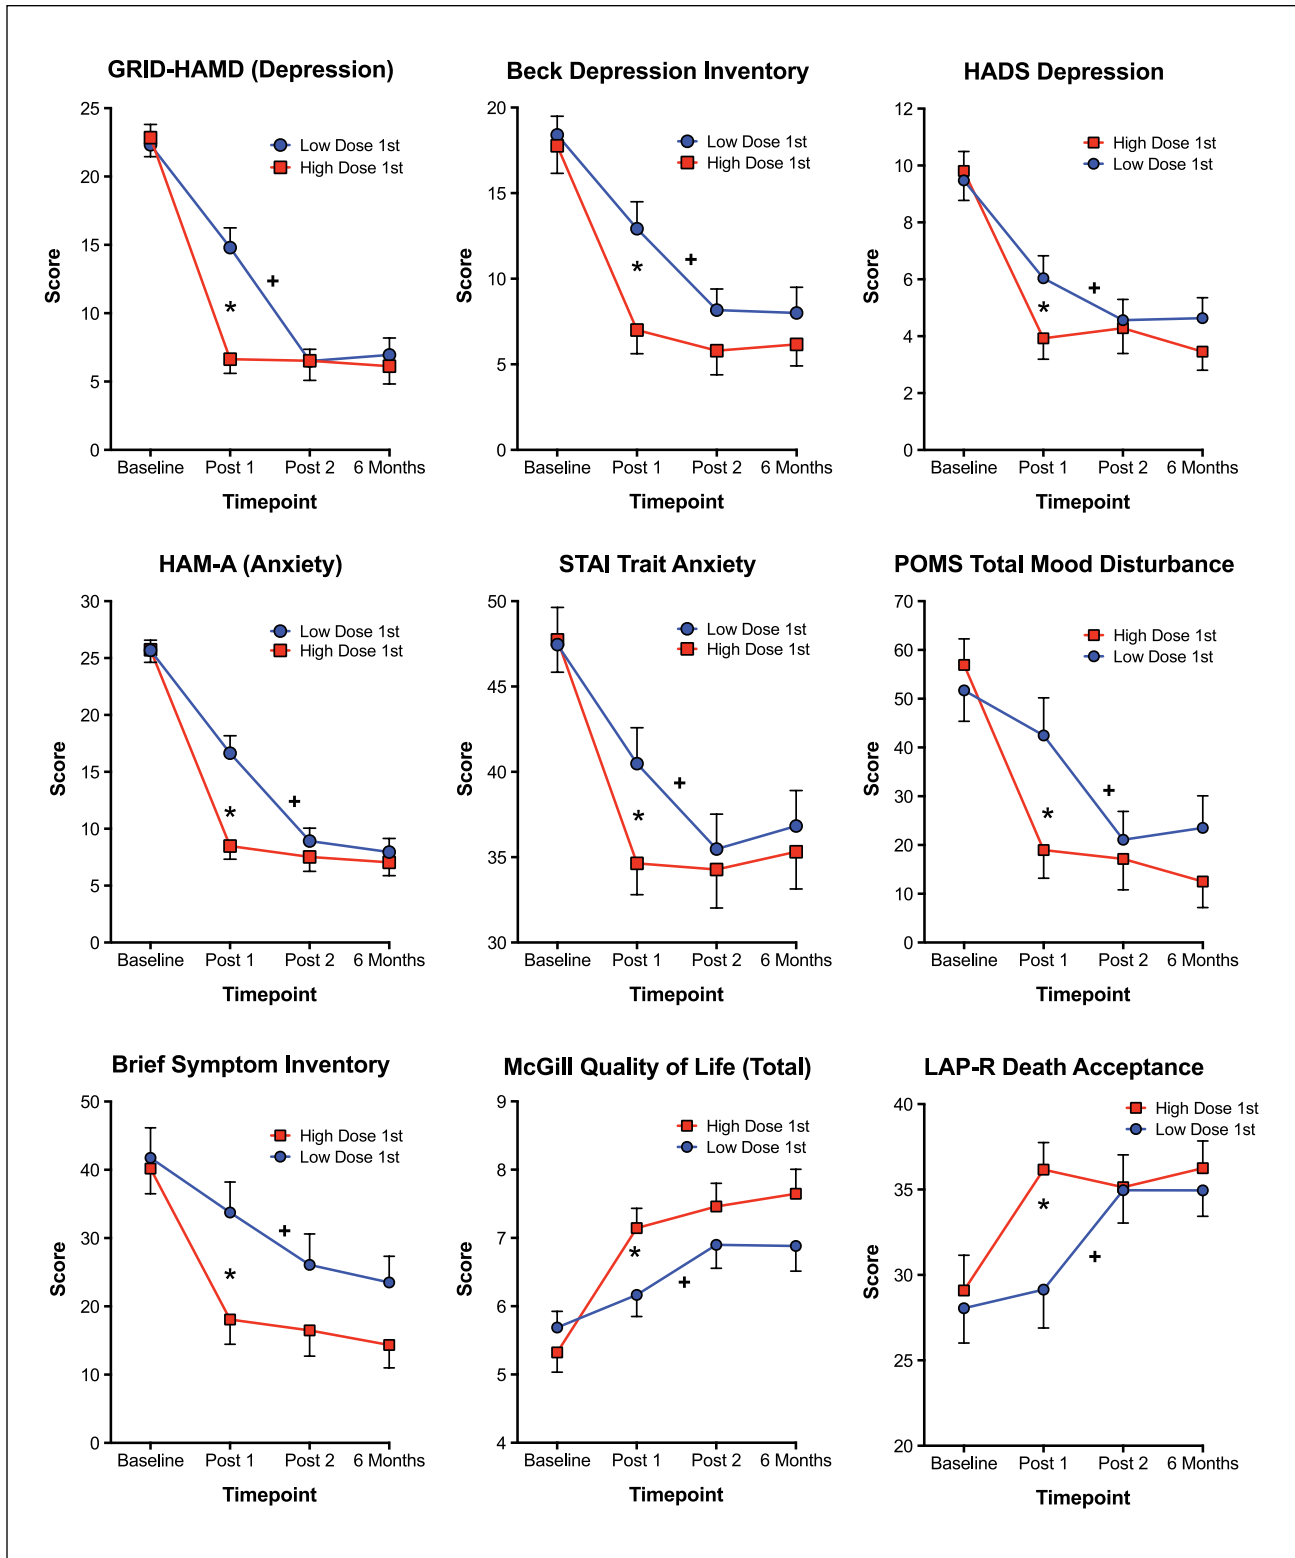 GRID-HAMD (Depression)
25
20
15
10
5
0
Score
Low Dose 1st
High Dose 1st
*
+
Baseline Post 1 Post 2 6 Months
Timepoint
Beck Depression Inventory
20
15
10
5
0
Score
Low Dose 1st
High Dose 1st
*
+
Baseline Post 1 Post 2 6 Months
Timepoint
HADS Depression
12
10
8
6
4
2
0
Score
High Dose 1st
Low Dose 1st
*
+
Baseline Post 1 Post 2 6 Months
Timepoint
HAM-A (Anxiety)
30
25
20
15
10
5
0
Score
Low Dose 1st
High Dose 1st
*
+
Baseline Post 1 Post 2 6 Months
Timepoint
STAI Trait Anxiety
50
45
40
35
30
Score
Low Dose 1st
High Dose 1st
*
+
Baseline Post 1 Post 2 6 Months
Timepoint
POMS Total Mood Disturbance
70
60
50
40
30
20
10
0
Score
High Dose 1st
Low Dose 1st
*
+
Baseline Post 1 Post 2 6 Months
Timepoint
Brief Symptom Inventory
50
40
30
20
10
0
Score
High Dose 1st
Low Dose 1st
*
+
Baseline Post 1 Post 2 6 Months
Timepoint
McGill Quality of Life (Total)
9
8
7
6
5
4
Score
High Dose 1st
Low Dose 1st
*
+
Baseline Post 1 Post 2 6 Months
Timepoint
LAP-R Death Acceptance
40
35
30
25
20
Score
High Dose 1st
Low Dose 1st
*
+
Baseline Post 1 Post 2 6 Months
Timepoint